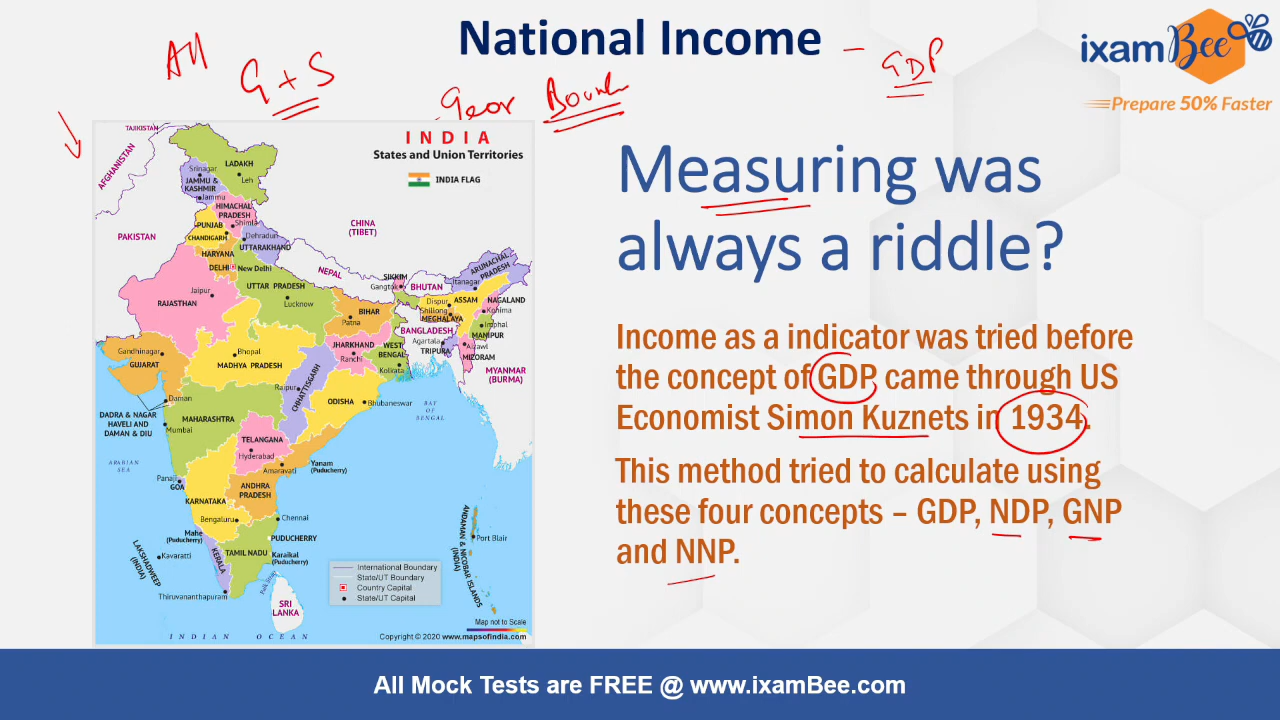 National Income
– GDP
All
G + S
ixamBee
Prepare 50% Faster
INDIA
States and Union Territories
INDIA FLAG
TAJIKISTAN
AFGHANISTAN
PAKISTAN
CHINA
(TIBET)
NEPAL
BHUTAN
BANGLADESH
MYANMAR
(BURMA)
LADAKH
Leh
Srinagar
JAMMU &
KASHMIR
Jammu
HIMACHAL
PRADESH
Shimla
PUNJAB
CHANDIGARH
Dehradun
UTTARAKHAND
HARYANA
DELHI
New Delhi
RAJASTHAN
Jaipur
UTTAR PRADESH
Lucknow
SIKKIM
Gangtok
ARUNACHAL
PRADESH
Itanagar
Dispur
ASSAM
NAGALAND
Kohima
Shillong
MEGHALAYA
Imphal
MANIPUR
Agartala
TRIPURA
Aizawl
MIZORAM
BIHAR
Patna
JHARKHAND
Ranchi
WEST
BENGAL
Kolkata
Gandhinagar
GUJARAT
Bhopal
MADHYA PRADESH
Raipur
CHHATTISGARH
ODISHA
Bhubaneswar
Daman
DADRA & NAGAR
HAVELI AND
DAMAN & DIU
MAHARASHTRA
Mumbai
BAY
OF
BENGAL
ARABIAN
SEA
TELANGANA
Hyderabad
Yanam
(Puducherry)
Amaravati
Panaji
GOA
KARNATAKA
ANDHRA
PRADESH
Bengaluru
Chennai
Mahe
(Puducherry)
PUDUCHERRY
TAMIL NADU
Karaikal
(Puducherry)
KERALA
Kavaratti
LAKSHADWEEP
(INDIA)
Thiruvananthapuram
SRI
LANKA
Port Blair
ANDAMAN & NICOBAR ISLANDS
(INDIA)
INDIAN OCEAN
International Boundary
State/UT Boundary
Country Capital
State/UT Capital
Map not to Scale
Copyright © 2020 www.mapsofindia.com
Measuring was
always a riddle?
Income as a indicator was tried before
the concept of GDP came through US
Economist Simon Kuznets in 1934.
This method tried to calculate using
these four concepts – GDP, NDP, GNP
and NNP.
All Mock Tests are FREE @ www.ixamBee.com